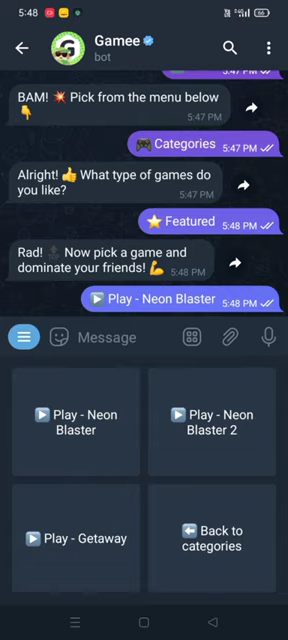 5:48
66
Gamee
bot
5:47 PM
BAM! 💥 Pick from the menu below
👇
5:47 PM
🎮 Categories
5:47 PM
Alright! 👍 What type of games do
you like?
5:47 PM
⭐ Featured
5:48 PM
Rad! Now pick a game and
dominate your friends! 💪
5:48 PM
▶️ Play - Neon Blaster
5:48 PM
Message
▶️ Play - Neon
Blaster
▶️ Play - Neon
Blaster 2
▶️ Play - Getaway
⬅️ Back to
categories